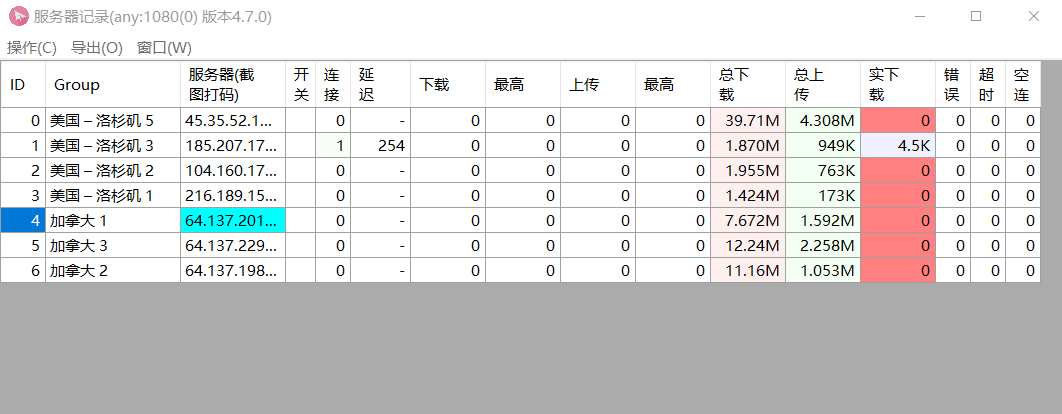 服务器记录(any:1080(0) 版本4.7.0)
操作(C) 导出(O) 窗口(W)
ID Group 服务器(截图打码) 开关 连接 延迟 下载 最高 上传 最高 总下载 总上传 实下载 错误 超时 空连
0 美国 – 洛杉矶 5 45.35.52.1... 0 - 0 0 0 0 39.71M 4.308M 0 0 0 0
1 美国 – 洛杉矶 3 185.207.17... 1 254 0 0 0 0 1.870M 949K 4.5K 0 0 0
2 美国 – 洛杉矶 2 104.160.17... 0 - 0 0 0 0 1.955M 763K 0 0 0 0
3 美国 – 洛杉矶 1 216.189.15... 0 - 0 0 0 0 1.424M 173K 0 0 0 0
4 加拿大 1 64.137.201... 0 - 0 0 0 0 7.672M 1.592M 0 0 0 0
5 加拿大 3 64.137.229... 0 - 0 0 0 0 12.24M 2.258M 0 0 0 0
6 加拿大 2 64.137.198... 0 - 0 0 0 0 11.16M 1.053M 0 0 0 0